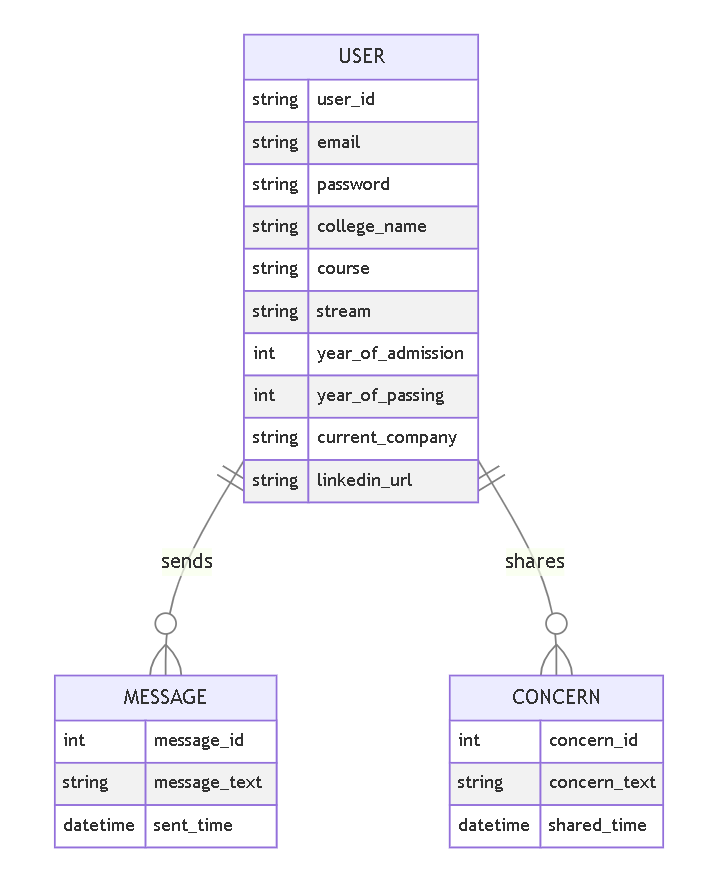 USER
string user_id
string email
string password
string college_name
string course
string stream
int year_of_admission
int year_of_passing
string current_company
string linkedin_url
sends
shares
MESSAGE
int message_id
string message_text
datetime sent_time
CONCERN
int concern_id
string concern_text
datetime shared_time